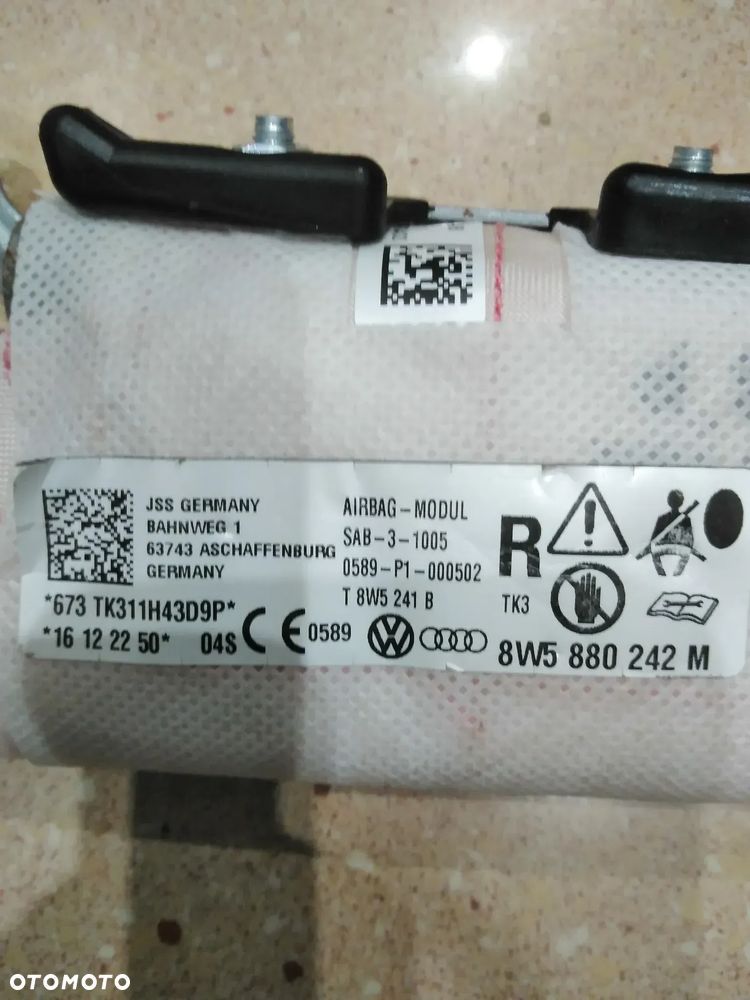 JSS GERMANY
BAHNWEG 1
63743 ASCHAFFENBURG
GERMANY
*673 TK311H43D9P*
*16 12 22 50* 04S
CE 0589
AIRBAG-MODUL
SAB-3-1005
0589-P1-000502
T 8W5 241 B
R
TK3
8W5 880 242 M
OTOMOTO